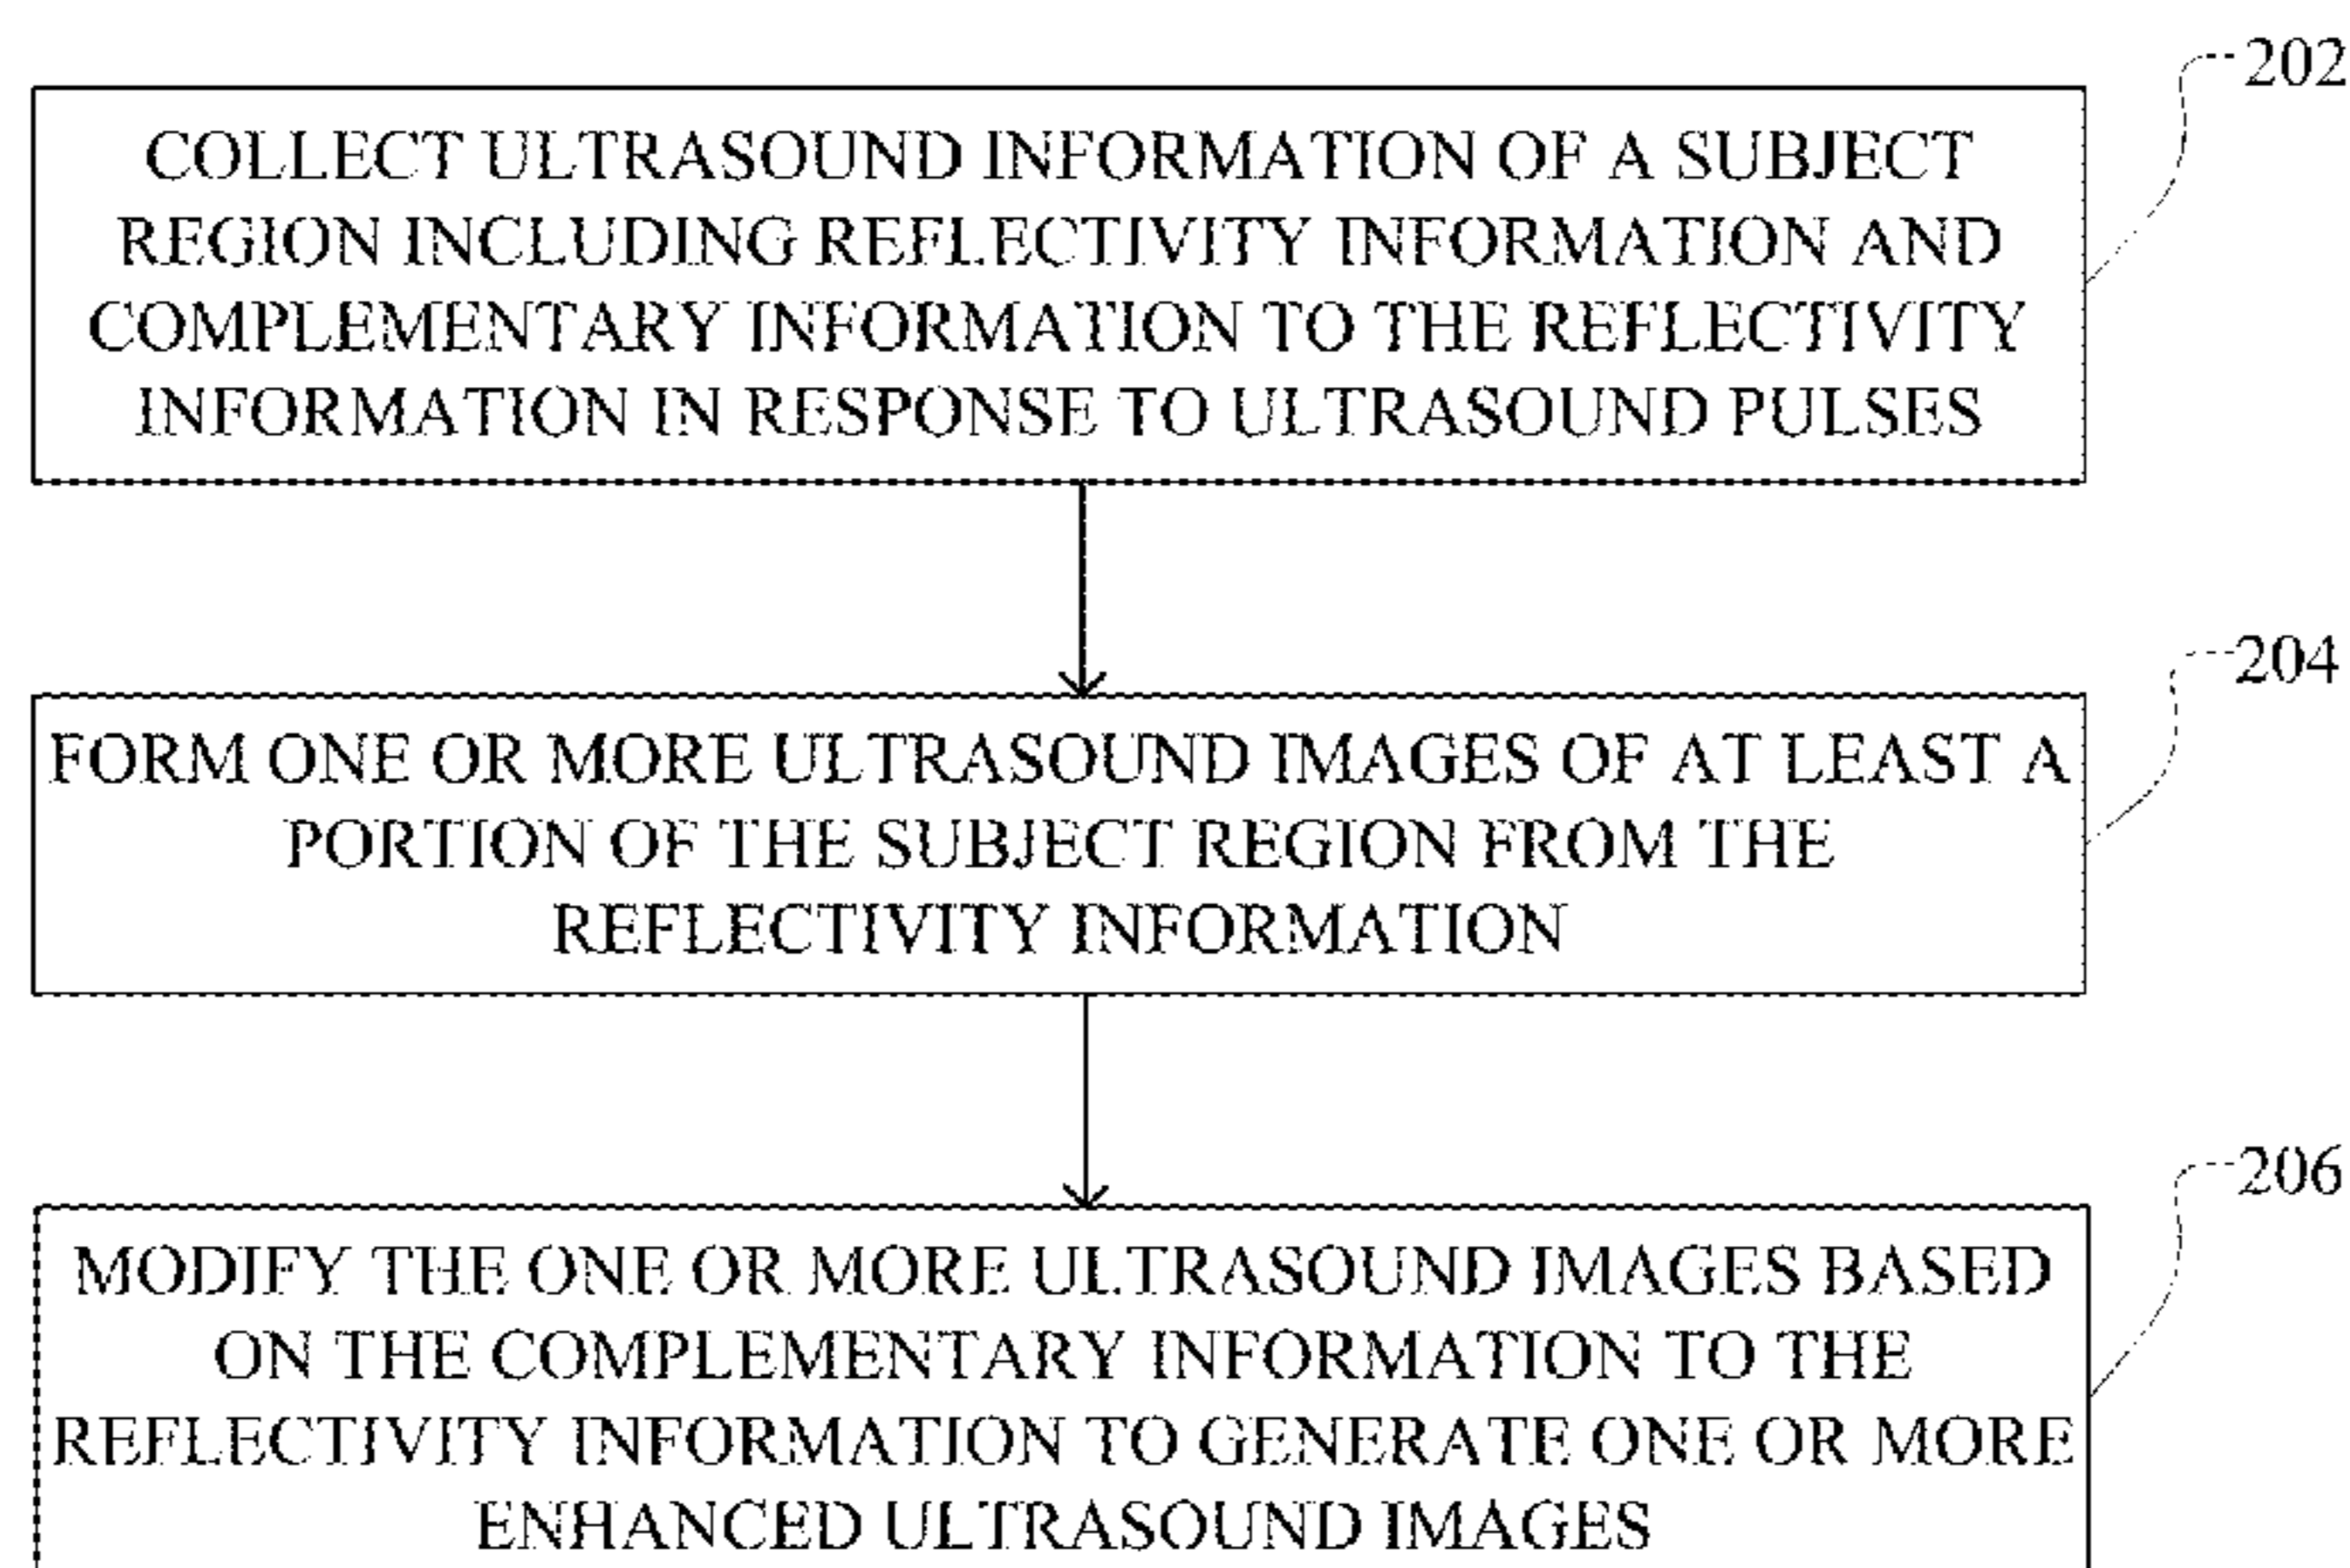 202
COLLECT ULTRASOUND INFORMATION OF A SUBJECT
REGION INCLUDING REFLECTIVITY INFORMATION AND
COMPLEMENTARY INFORMATION TO THE REFLECTIVITY
INFORMATION IN RESPONSE TO ULTRASOUND PULSES
204
FORM ONE OR MORE ULTRASOUND IMAGES OF AT LEAST A
PORTION OF THE SUBJECT REGION FROM THE
REFLECTIVITY INFORMATION
206
MODIFY THE ONE OR MORE ULTRASOUND IMAGES BASED
ON THE COMPLEMENTARY INFORMATION TO THE
REFLECTIVITY INFORMATION TO GENERATE ONE OR MORE
ENHANCED ULTRASOUND IMAGES